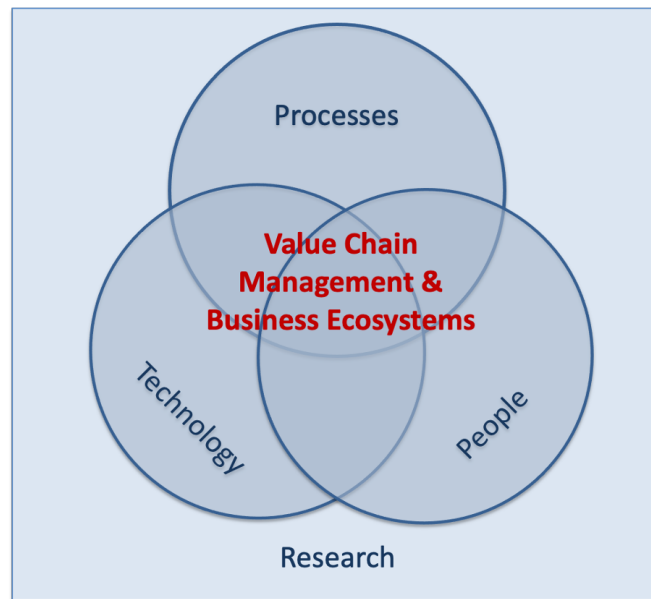 Processes
Value Chain
Management &
Business Ecosystems
Technology
People
Research